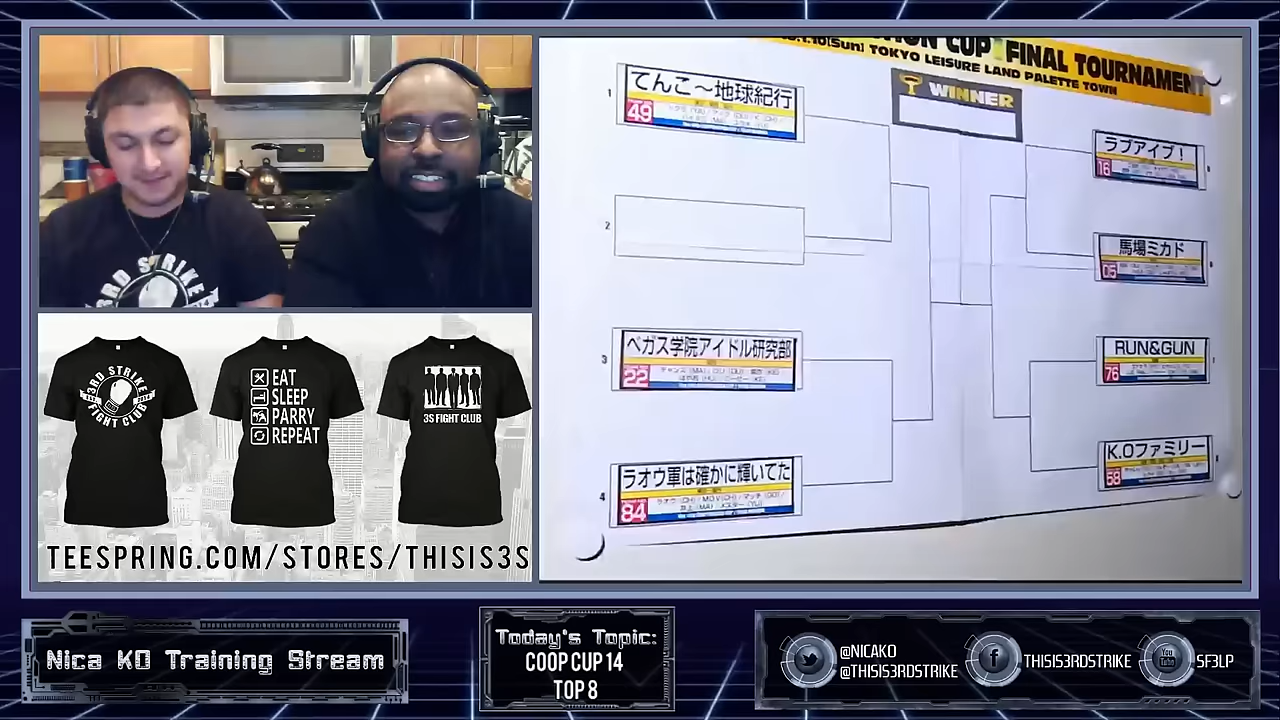 3RD STRIKE
3RD STRIKE
FIGHT CLUB
EAT
SLEEP
PARRY
REPEAT
3S FIGHT CLUB
TEESPRING.COM/STORES/THISIS3S
CUP FINAL TOURNAMENT
[Sun] TOKYO LEISURE LAND PALETTE TOWN
WINNER
1
てんこ~地球紀行
49
2
3
ベガス学院アイドル研究部
22
4
ラオウ軍は確かに輝いてた
84
ラブアイブ!
16
馬場ミカド
05
RUN&GUN
76
K.Oファミリー
58
Nica KO Training Stream
Today's Topic:
COOP CUP 14
TOP 8
@NICAKO
@THISIS3RDSTRIKE
THISIS3RDSTRIKE
You
Tube
SF3LP